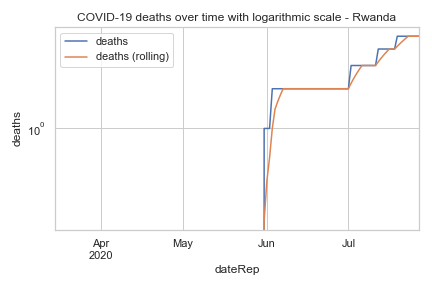 COVID-19 deaths over time with logarithmic scale - Rwanda
deaths
deaths (rolling)
deaths
10⁰
Apr
2020
May
Jun
Jul
dateRep